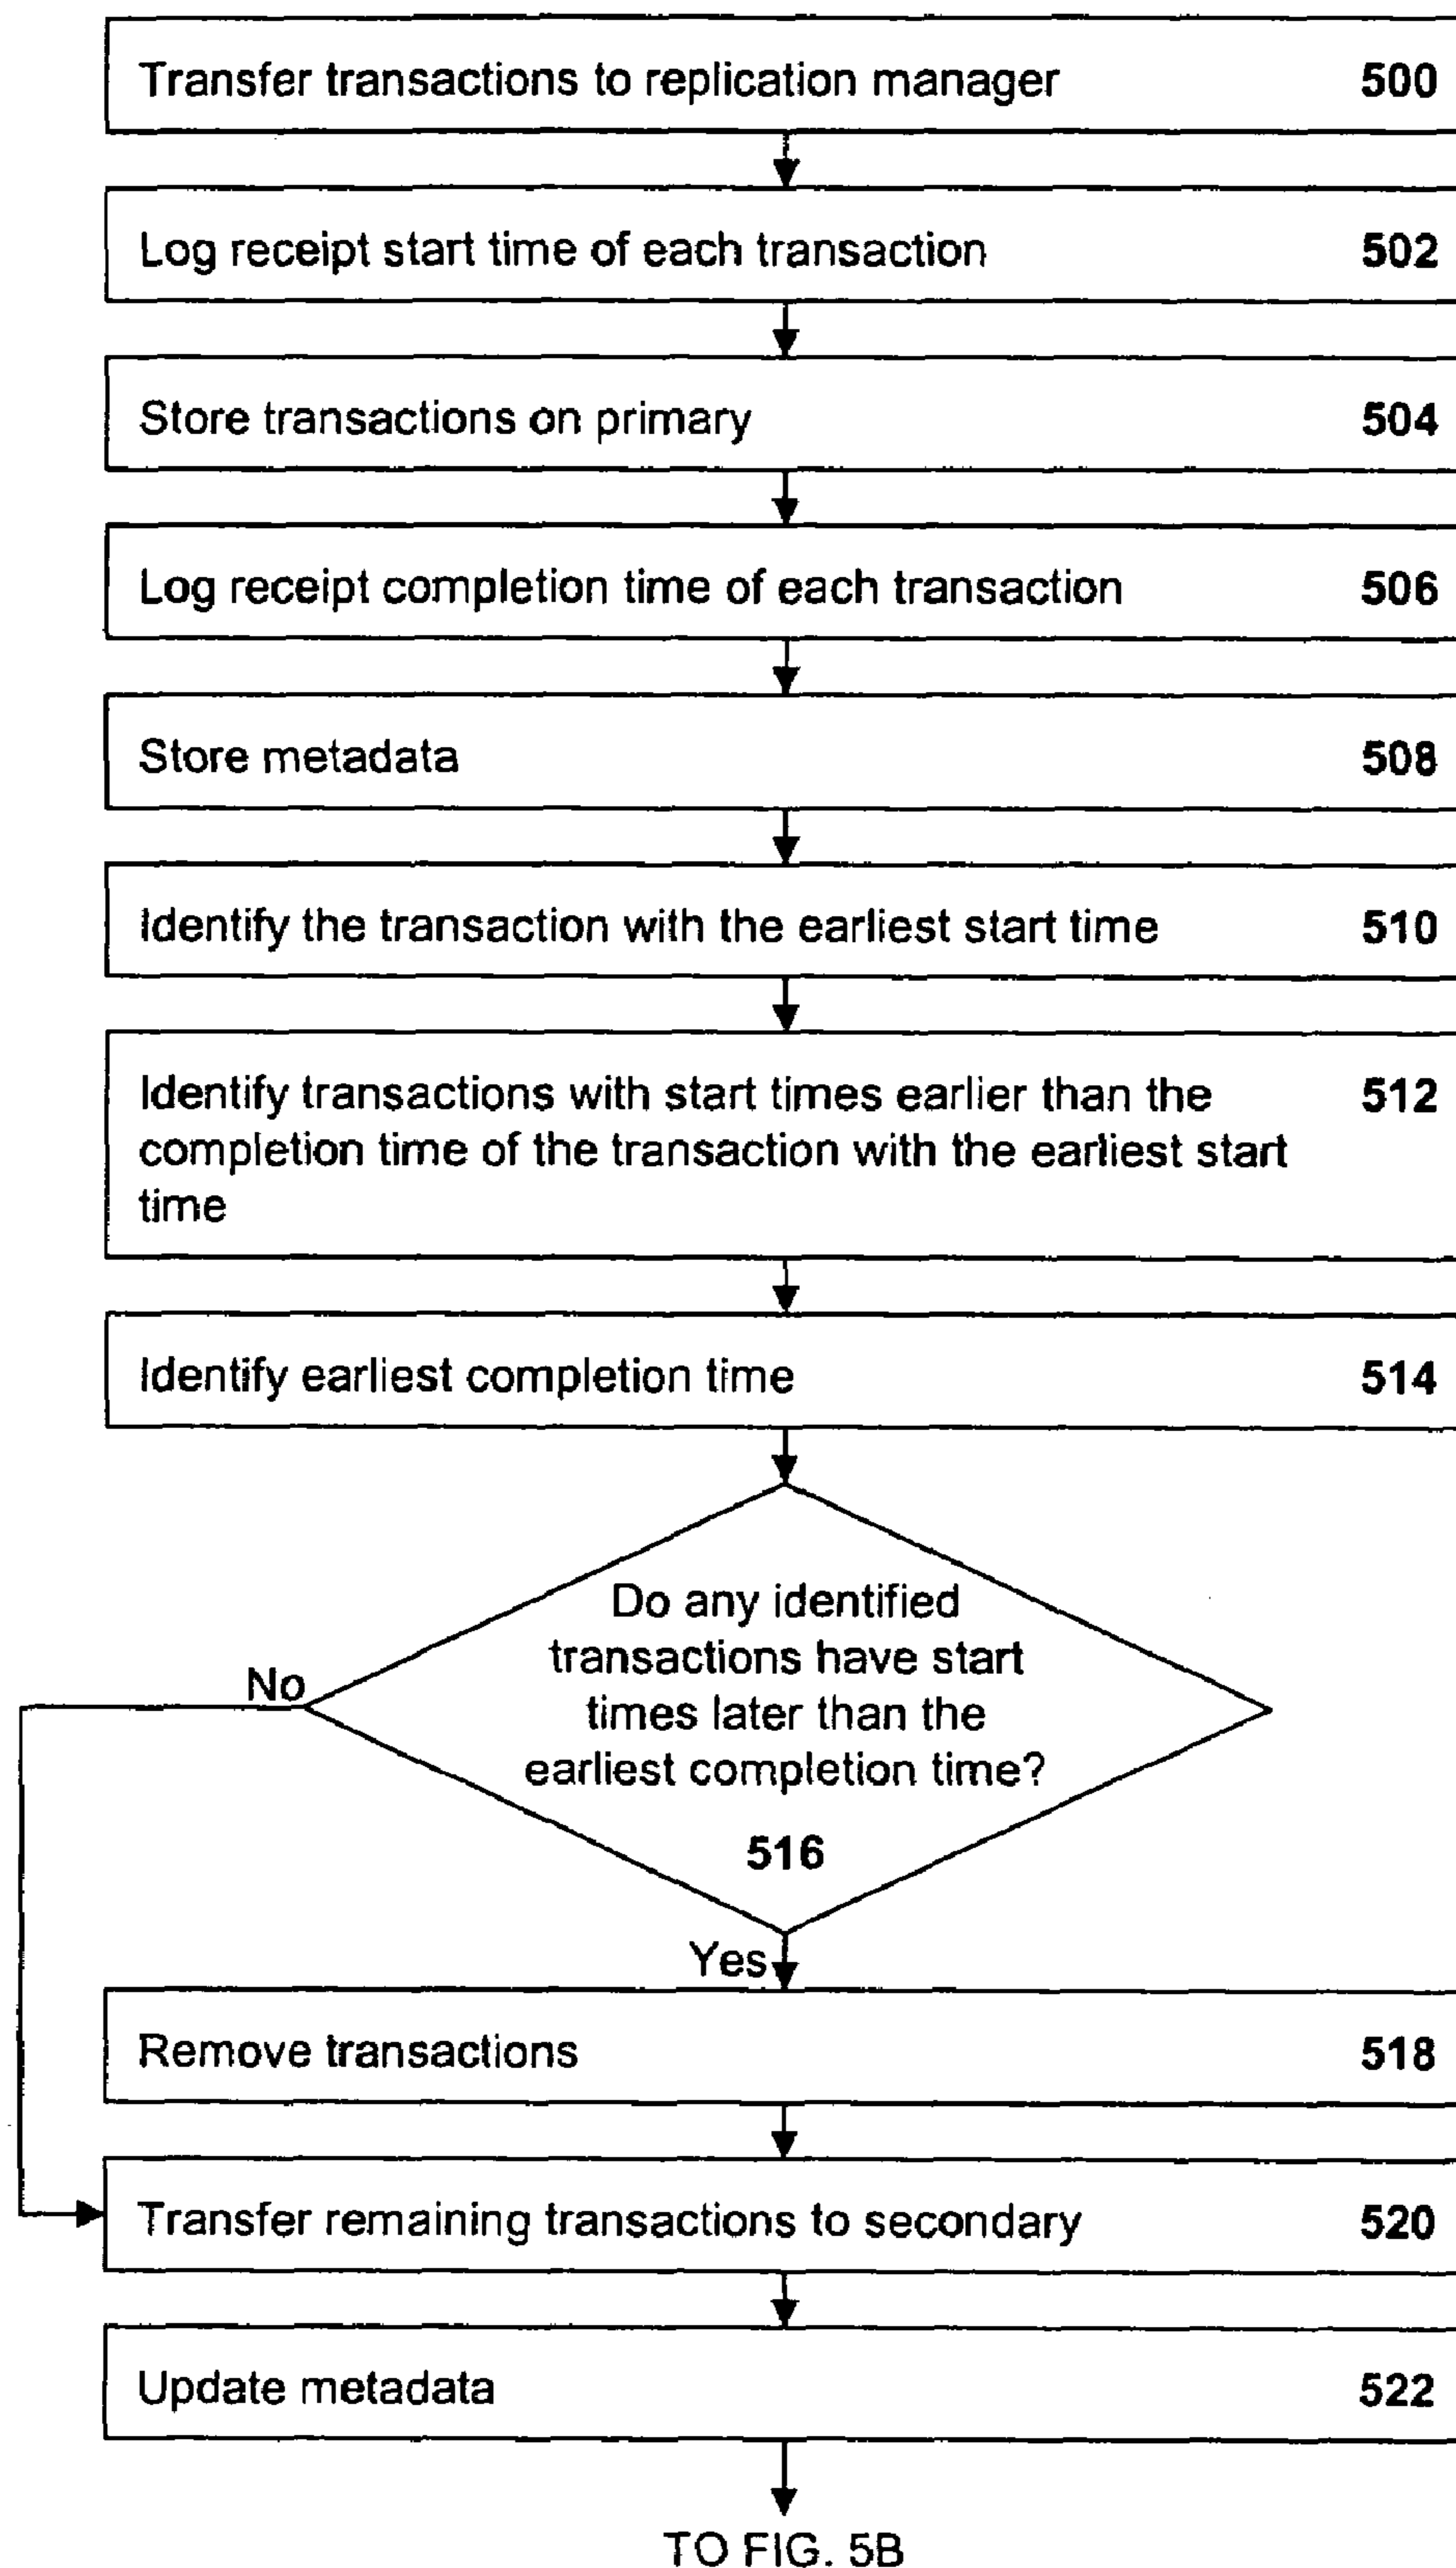 Transfer transactions to replication manager 500
Log receipt start time of each transaction 502
Store transactions on primary 504
Log receipt completion time of each transaction 506
Store metadata 508
Identify the transaction with the earliest start time 510
Identify transactions with start times earlier than the 512
completion time of the transaction with the earliest start
time
Identify earliest completion time 514
Do any identified
transactions have start
times later than the
earliest completion time?
516
No
Yes
Remove transactions 518
Transfer remaining transactions to secondary 520
Update metadata 522
TO FIG. 5B